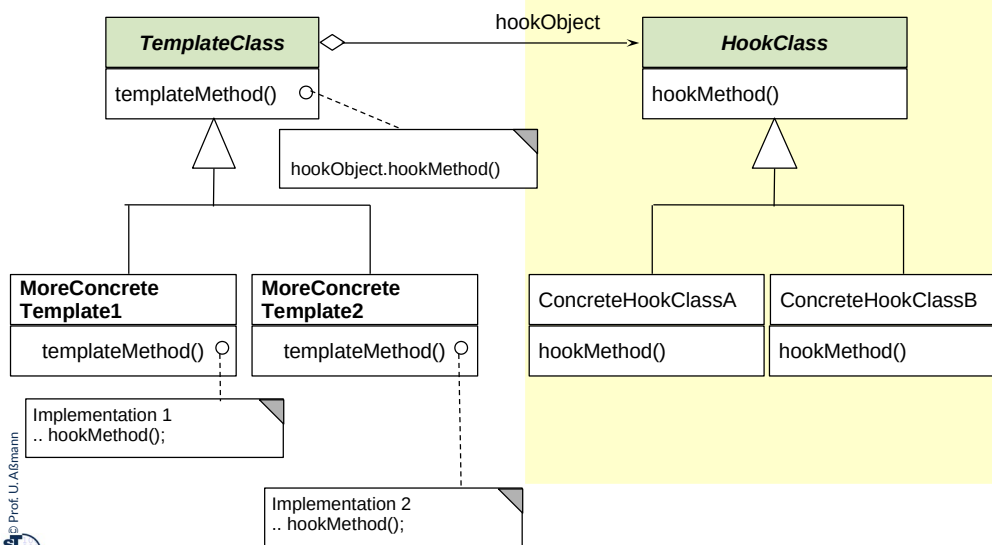 hookObject
TemplateClass
HookClass
templateMethod()
hookMethod()
hookObject.hookMethod()
MoreConcrete
Template1
MoreConcrete
Template2
ConcreteHookClassA
ConcreteHookClassB
templateMethod()
templateMethod()
hookMethod()
hookMethod()
Implementation 1
.. hookMethod();
Implementation 2
.. hookMethod();
© Prof. U. Aßmann
ST